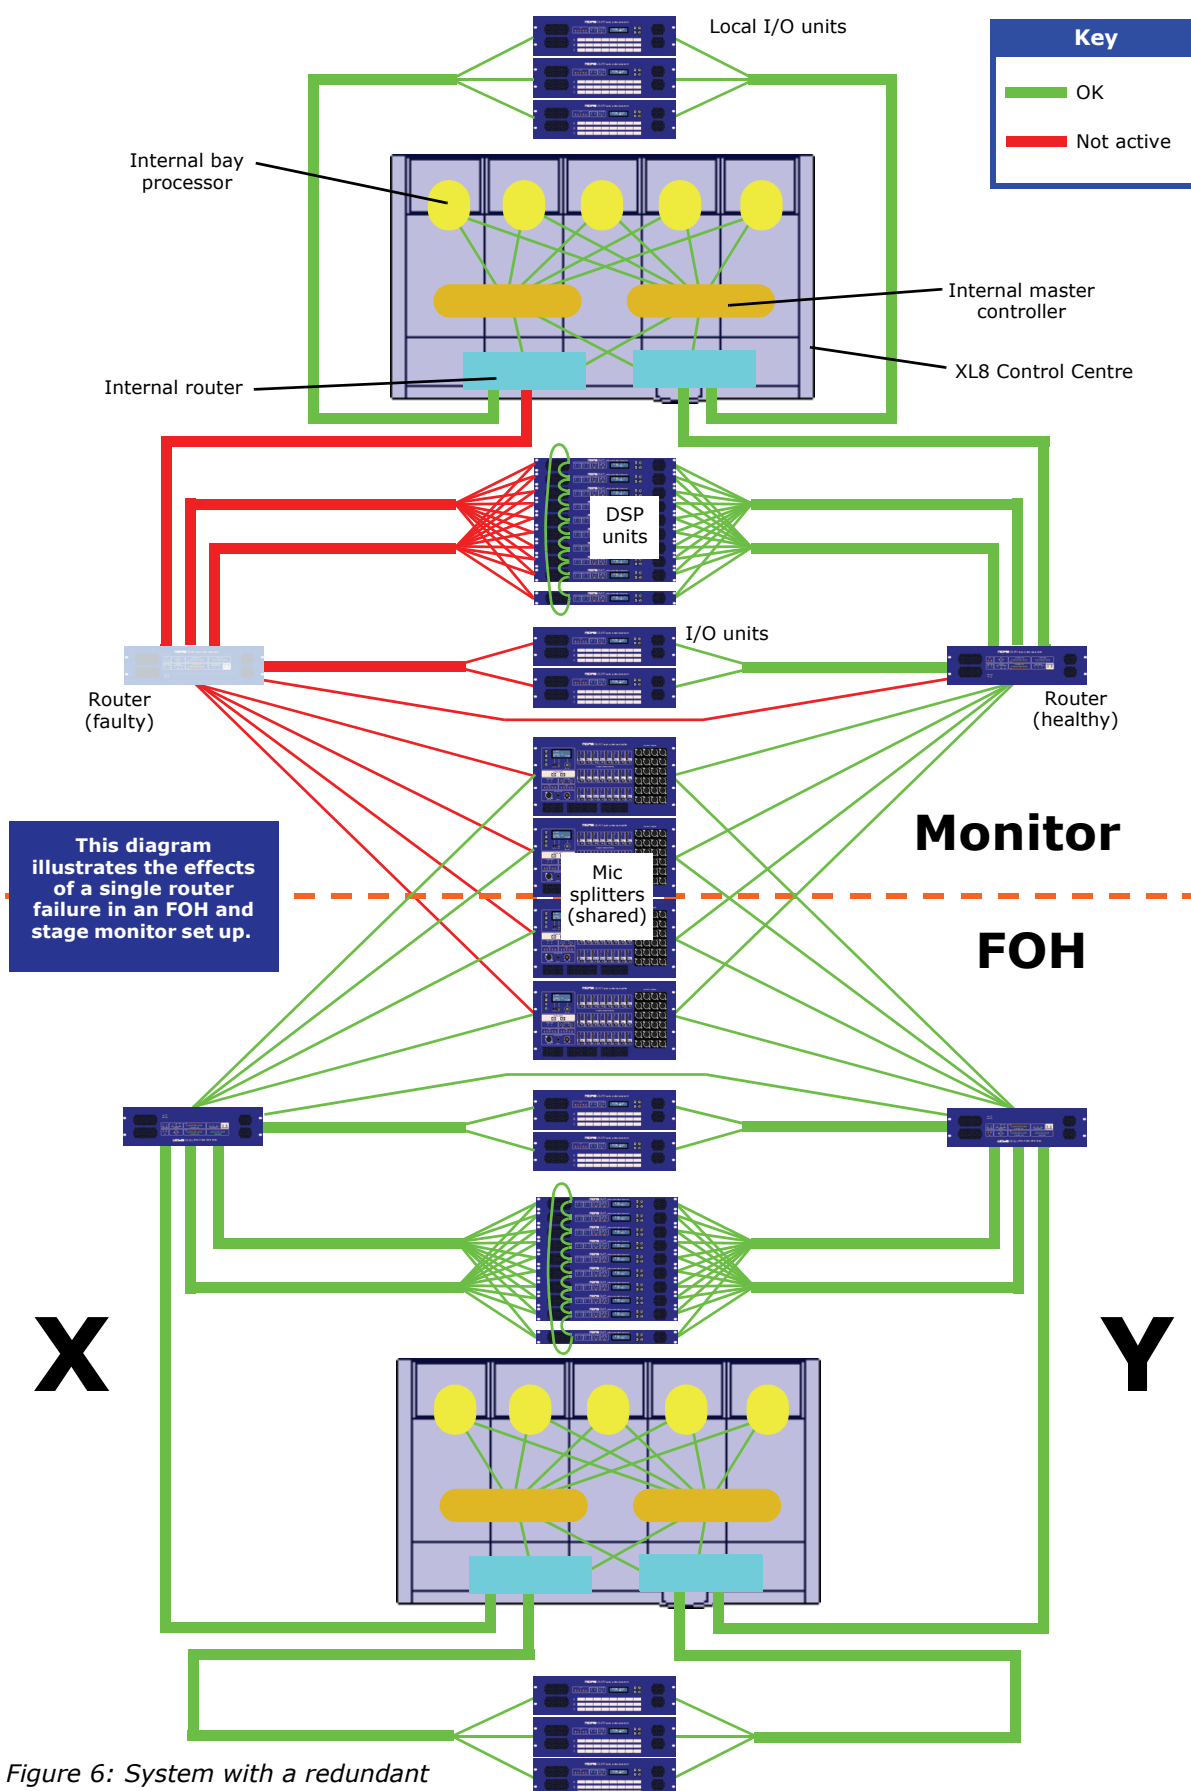 Local I/O units
Key
OK
Not active
Internal bay
processor
Internal master
controller
XL8 Control Centre
Internal router
DSP
units
I/O units
Router
(faulty)
Router
(healthy)
Monitor
This diagram
illustrates the effects
of a single router
failure in an FOH and
stage monitor set up.
Mic
splitters
(shared)
FOH
X
Y
Figure 6: System with a redundant